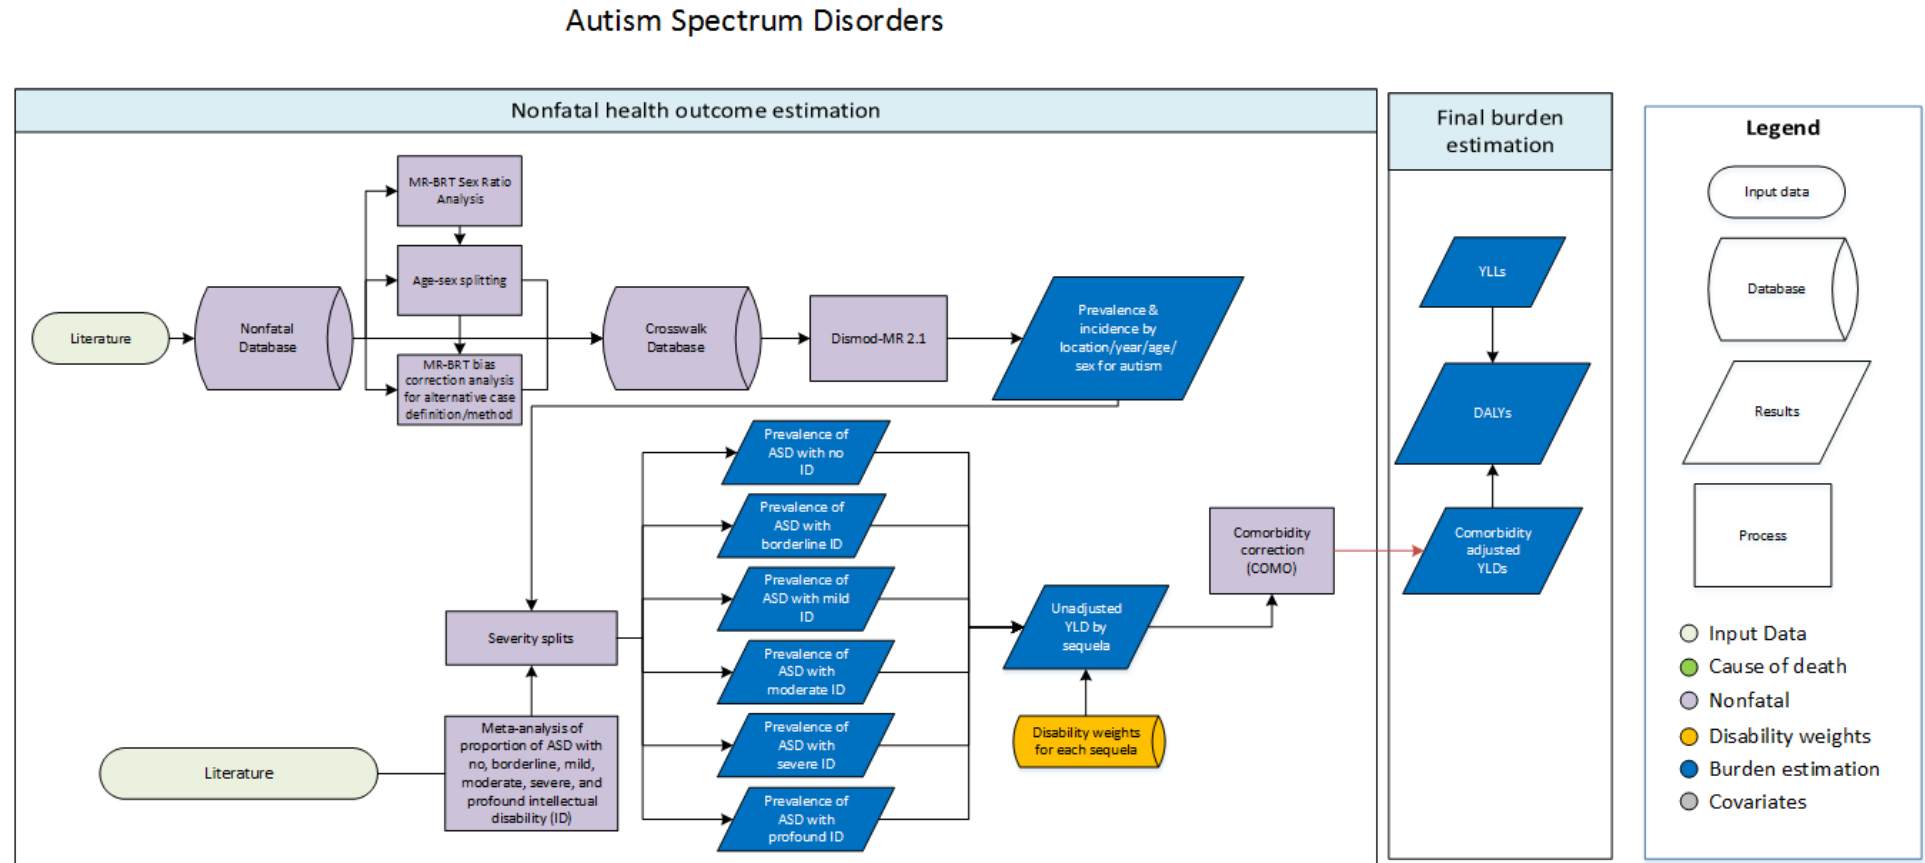 Autism Spectrum Disorders
Nonfatal health outcome estimation
MR-BRT Sex Ratio
Analysis
Age-sex splitting
MR-BRT bias
correction analysis
for alternative case
definition/method
Literature
Nonfatal
Database
Crosswalk
Database
Dismod-MR 2.1
Prevalence &
incidence by
location/year/age/
sex for autism
Prevalence of
ASD with no
ID
Prevalence of
ASD with
borderline ID
Prevalence of
ASD with mild
ID
Prevalence of
ASD with
moderate ID
Prevalence of
ASD with
severe ID
Prevalence of
ASD with
profound ID
Severity splits
Literature
Meta-analysis of
proportion of ASD with
no, borderline, mild,
moderate, severe, and
profound intellectual
disability (ID)
Unadjusted
YLD by
sequela
Disability weights
for each sequela
Comorbidity
correction
(COMO)
Final burden
estimation
YLLs
DALYs
Comorbidity
adjusted
YLDs
Legend
Input data
Database
Results
Process
Input Data
Cause of death
Nonfatal
Disability weights
Burden estimation
Covariates